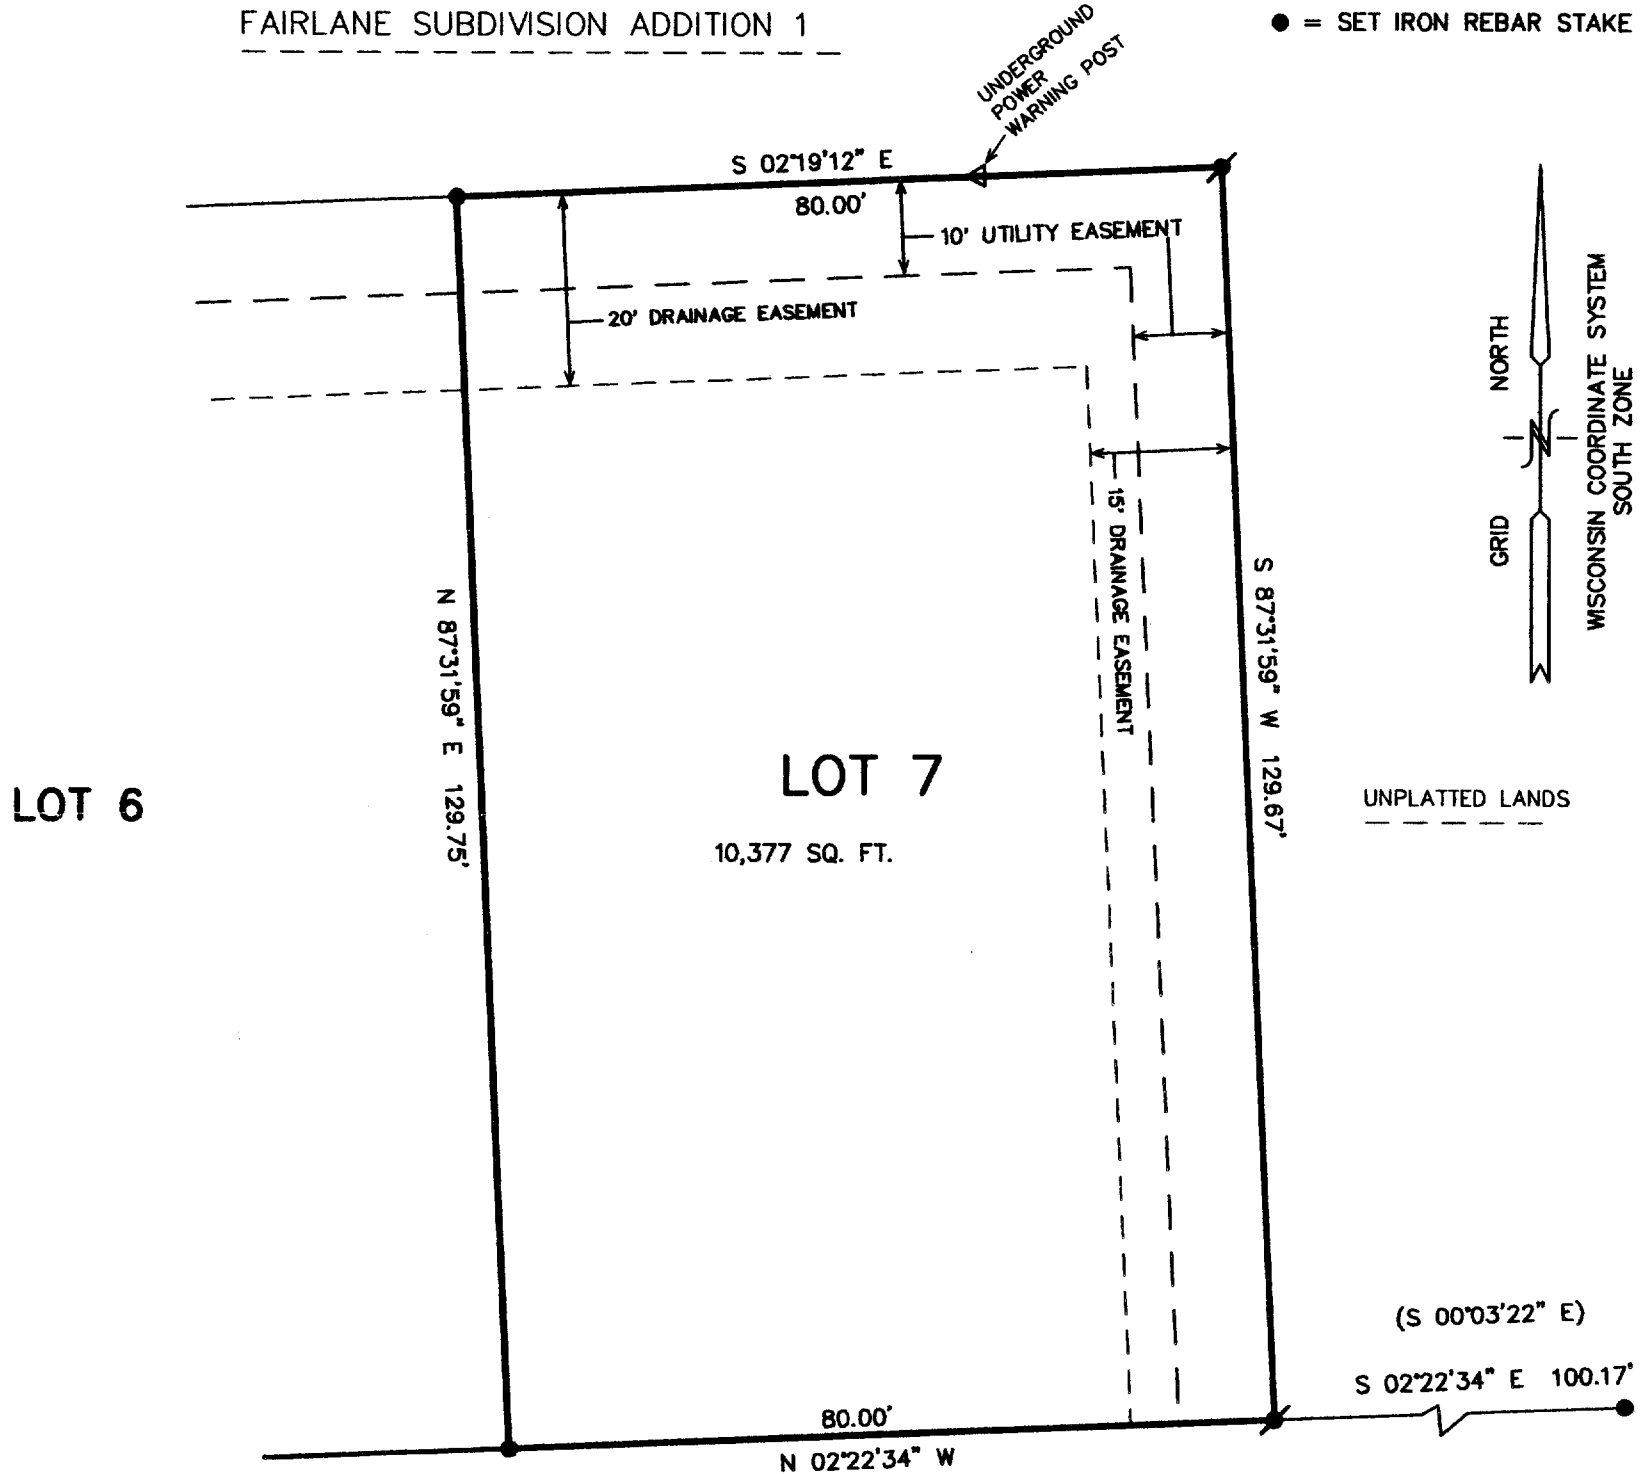 FAIRLANE SUBDIVISION ADDITION 1
● = SET IRON REBAR STAKE
UNDERGROUND
POWER
WARNING POST
S 02°19'12" E
80.00'
10' UTILITY EASEMENT
20' DRAINAGE EASEMENT
15' DRAINAGE EASEMENT
GRID NORTH
WISCONSIN COORDINATE SYSTEM
SOUTH ZONE
N 87°31'59" E 129.75'
S 87°31'59" W 129.67'
LOT 6
LOT 7
10,377 SQ. FT.
UNPLATTED LANDS
(S 00°03'22" E)
S 02°22'34" E 100.17'
80.00'
N 02°22'34" W